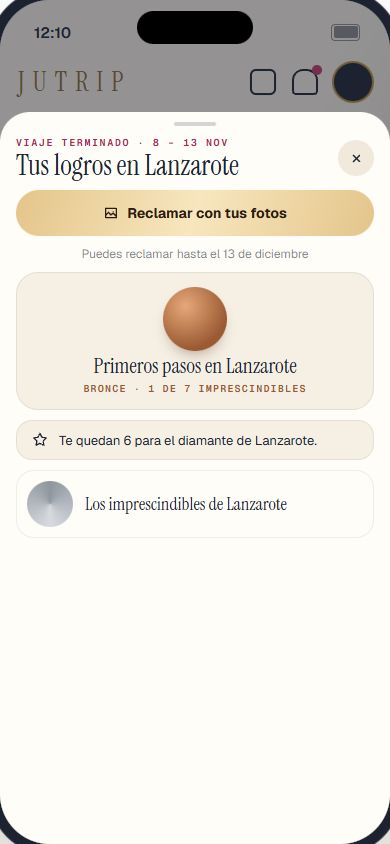 12:10
JUTRIP
VIAJE TERMINADO · 8 – 13 NOV
Tus logros en Lanzarote
Reclamar con tus fotos
Puedes reclamar hasta el 13 de diciembre
Primeros pasos en Lanzarote
BRONCE · 1 DE 7 IMPRESCINDIBLES
Te quedan 6 para el diamante de Lanzarote.
Los imprescindibles de Lanzarote